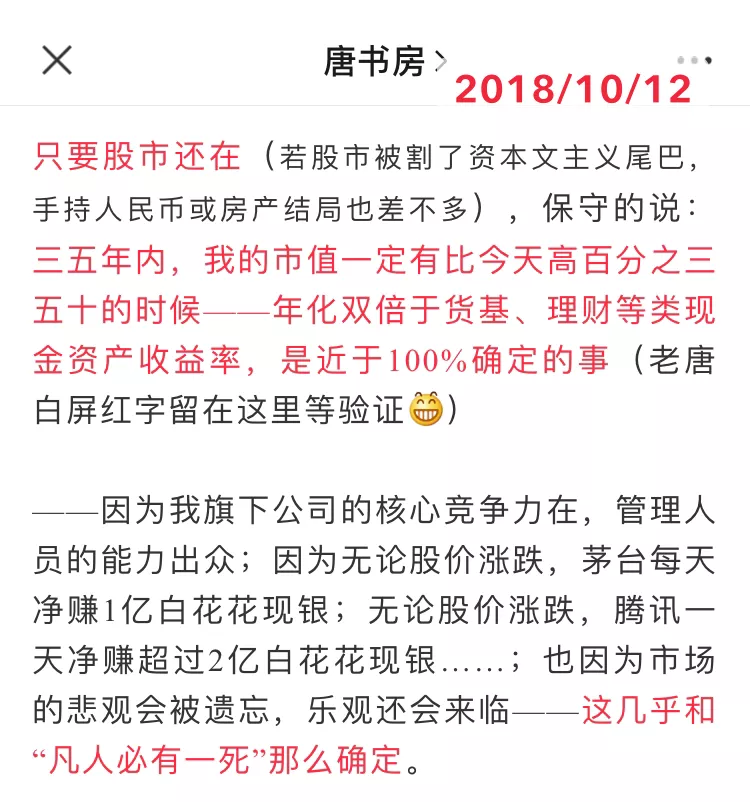 唐书房
2018/10/12
只要股市还在（若股市被割了资本文主义尾巴，
手持人民币或房产结局也差不多），保守的说：
三五年内，我的市值一定有比今天高百分之三
五十的时候——年化双倍于货基、理财等类现
金资产收益率，是近于100%确定的事（老唐
白屏红字留在这里等验证😁）
——因为我旗下公司的核心竞争力在，管理人
员的能力出众；因为无论股价涨跌，茅台每天
净赚1亿白花花现银；无论股价涨跌，腾讯一
天净赚超过2亿白花花现银……；也因为市场
的悲观会被遗忘，乐观还会来临——这几乎和
“凡人必有一死”那么确定。